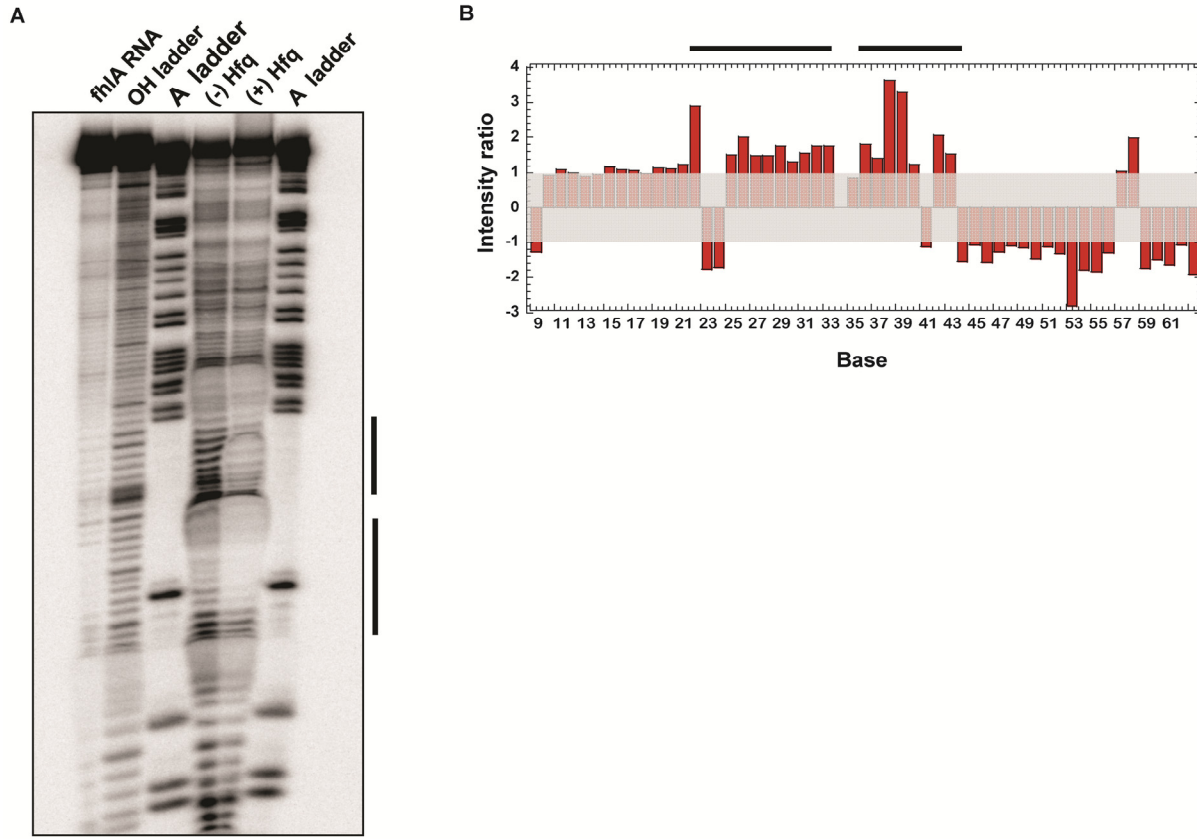 A
fhlA RNA
OH ladder
A ladder
(-) Hfq
(+) Hfq
A ladder
B
4
3
2
1
0
-1
-2
-3
Intensity ratio
9 11 13 15 17 19 21 23 25 27 29 31 33 35 37 39 41 43 45 47 49 51 53 55 57 59 61
Base